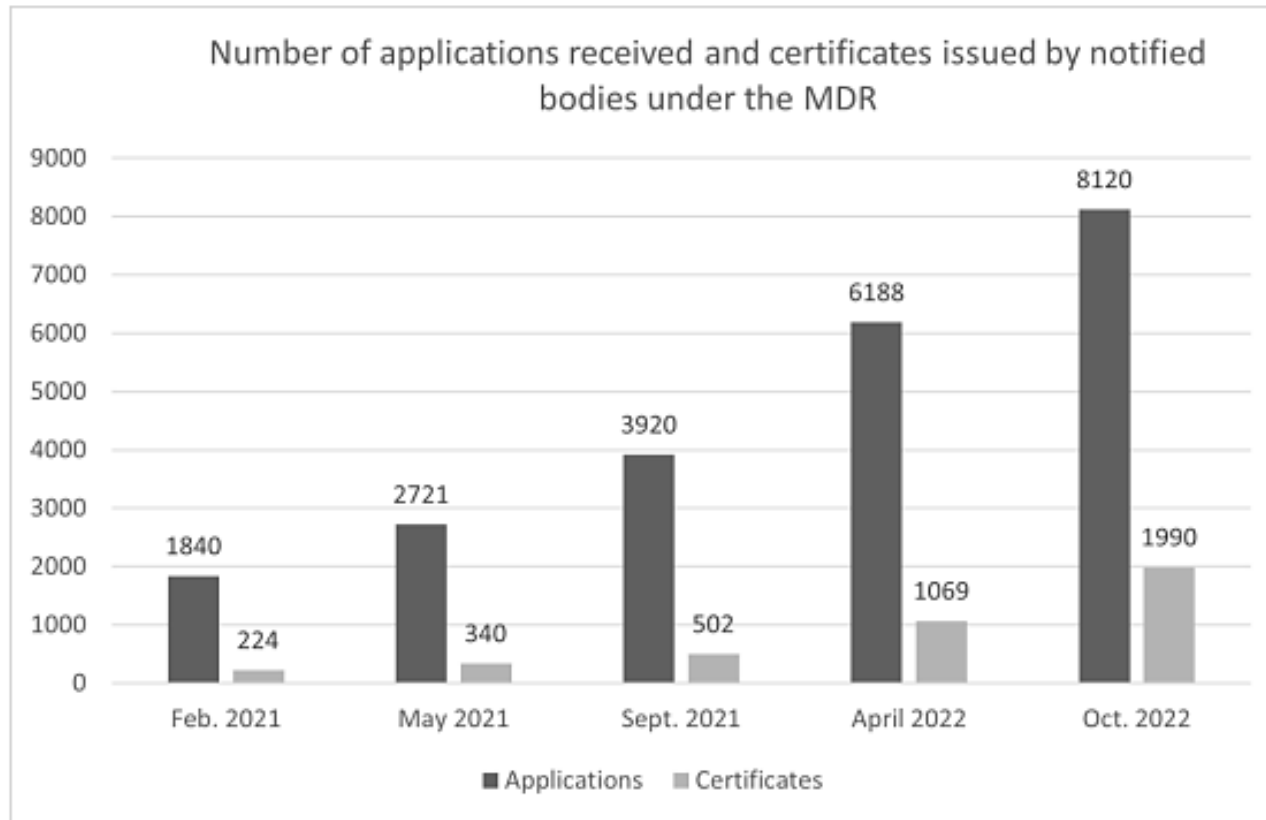 Number of applications received and certificates issued by notified
bodies under the MDR
9000
8000
7000
6000
5000
4000
3000
2000
1000
0
1840
224
2721
340
3920
502
6188
1069
8120
1990
Feb. 2021
May 2021
Sept. 2021
April 2022
Oct. 2022
Applications
Certificates